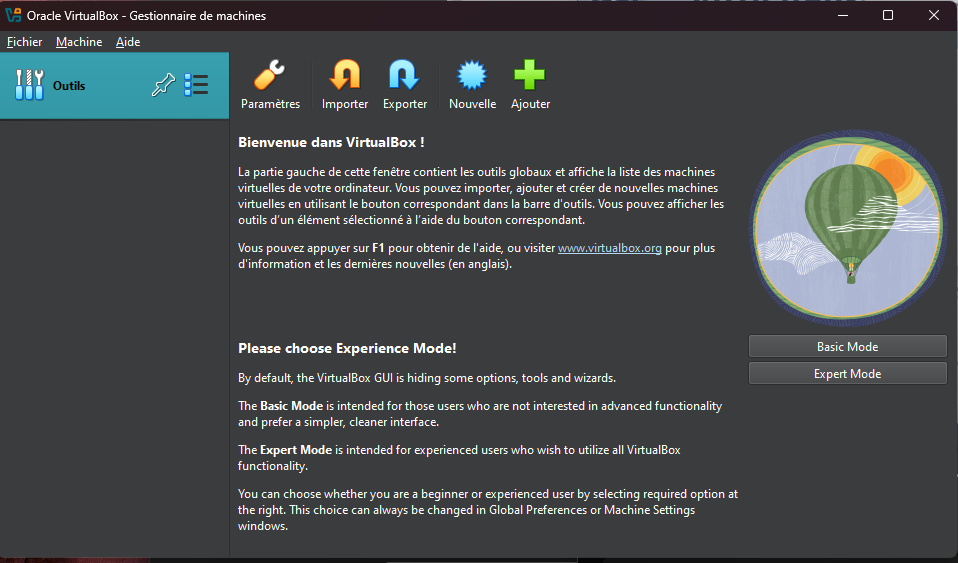 Oracle VirtualBox - Gestionnaire de machines
Fichier Machine Aide
Outils
Paramètres Importer Exporter Nouvelle Ajouter
Bienvenue dans VirtualBox !
La partie gauche de cette fenêtre contient les outils globaux et affiche la liste des machines
virtuelles de votre ordinateur. Vous pouvez importer, ajouter et créer de nouvelles machines
virtuelles en utilisant le bouton correspondant dans la barre d'outils. Vous pouvez afficher les
outils d’un élément sélectionné à l’aide du bouton correspondant.
Vous pouvez appuyer sur F1 pour obtenir de l'aide, ou visiter www.virtualbox.org pour plus
d'information et les dernières nouvelles (en anglais).
Please choose Experience Mode!
By default, the VirtualBox GUI is hiding some options, tools and wizards.
The Basic Mode is intended for those users who are not interested in advanced functionality
and prefer a simpler, cleaner interface.
The Expert Mode is intended for experienced users who wish to utilize all VirtualBox
functionality.
You can choose whether you are a beginner or experienced user by selecting required option at
the right. This choice can always be changed in Global Preferences or Machine Settings
windows.
Basic Mode
Expert Mode